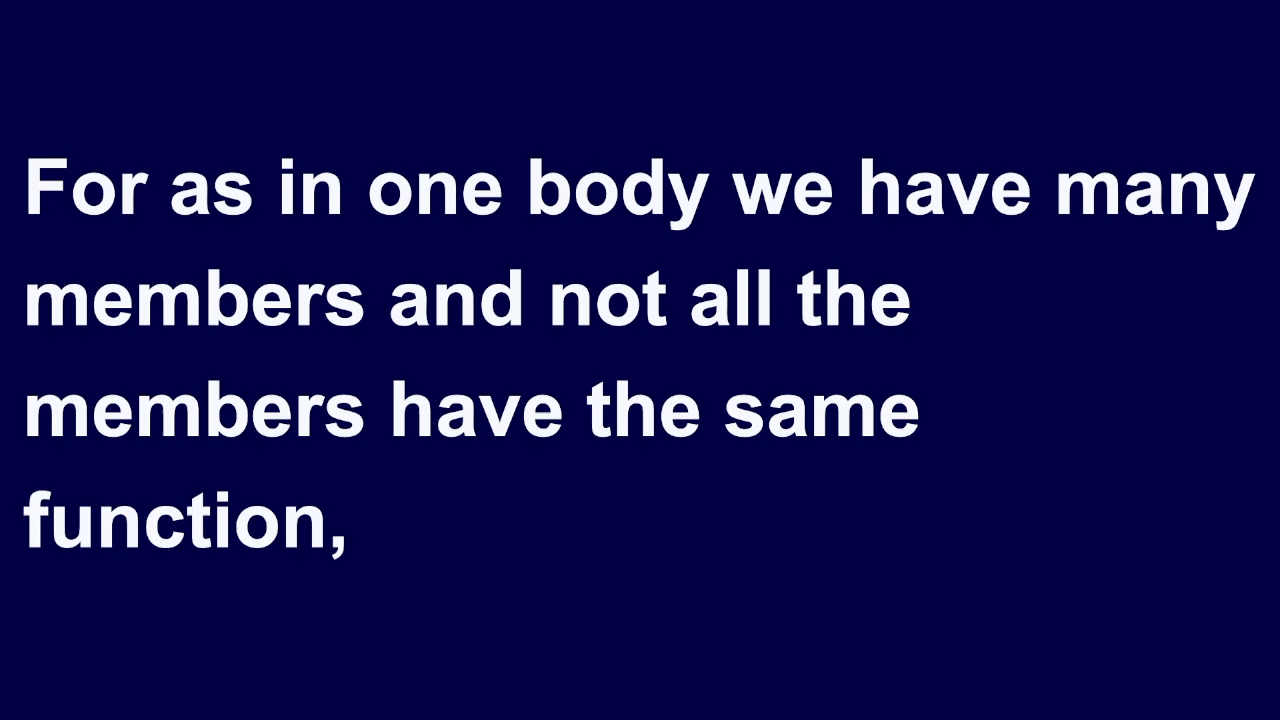 For as in one body we have many
members and not all the
members have the same
function,